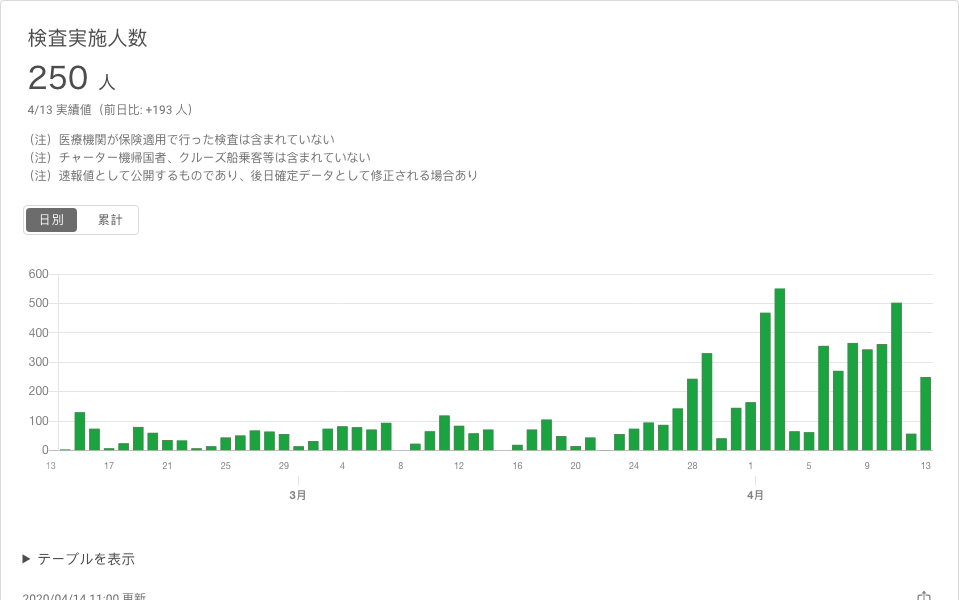 検査実施人数
250 人
4/13 実績値（前日比: +193 人）
（注）医療機関が保険適用で行った検査は含まれていない
（注）チャーター機帰国者、クルーズ船乗客等は含まれていない
（注）速報値として公開するものであり、後日確定データとして修正される場合あり
日別 累計
600
500
400
300
200
100
0
13 17 21 25 29 4 8 12 16 20 24 28 1 5 9 13
3月 4月
▶ テーブルを表示
2020/04/14 11:00 更新